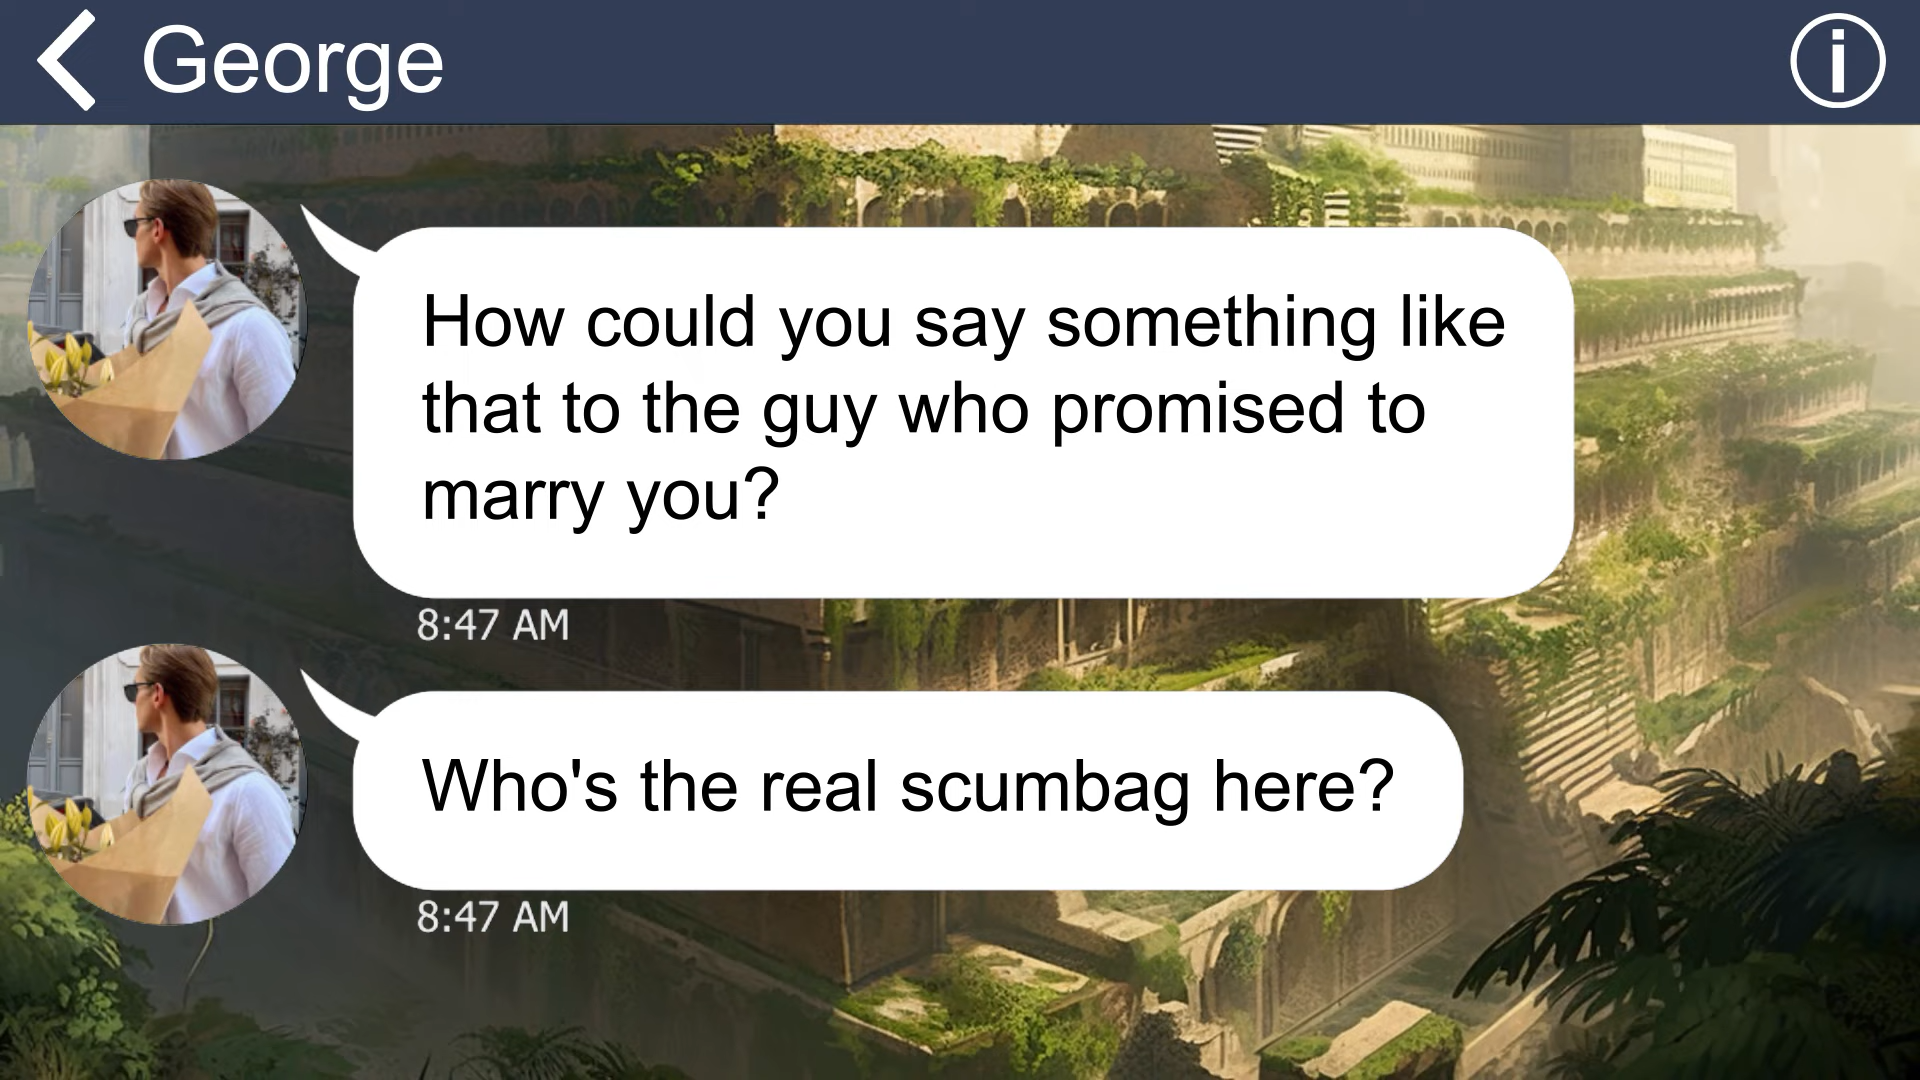 George
How could you say something like
that to the guy who promised to
marry you?
8:47 AM
Who's the real scumbag here?
8:47 AM